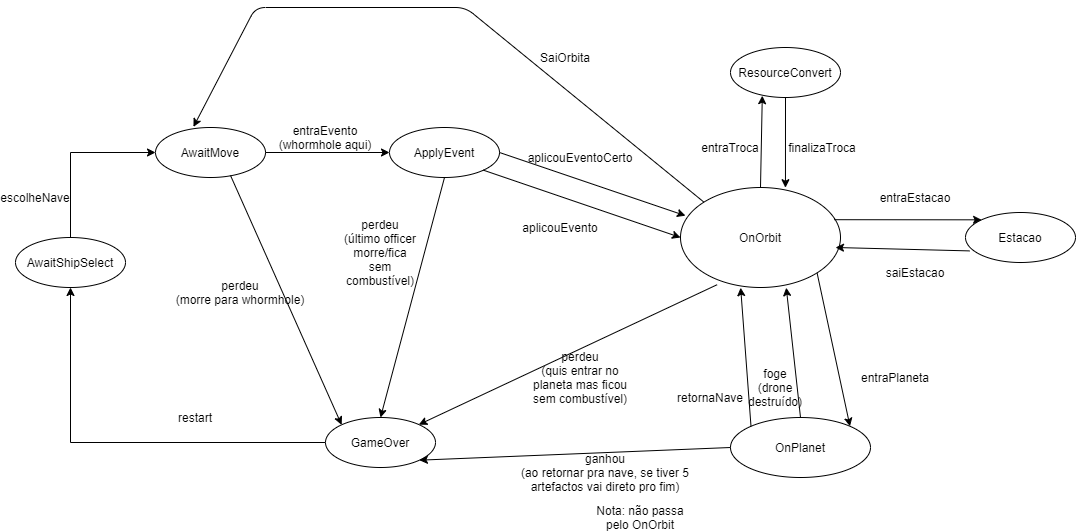 SaiOrbita
ResourceConvert
entraEvento
(whormhole aqui)
AwaitMove
ApplyEvent
aplicouEventoCerto
entraTroca
finalizaTroca
escolheNave
entraEstacao
perdeu
(último officer
morre/fica
sem
combustível)
aplicouEvento
OnOrbit
Estacao
AwaitShipSelect
saiEstacao
perdeu
(morre para whormhole)
perdeu
(quis entrar no
planeta mas ficou
sem combustível)
foge
(drone
destruído)
entraPlaneta
retornaNave
restart
GameOver
OnPlanet
ganhou
(ao retornar pra nave, se tiver 5
artefactos vai direto pro fim)
Nota: não passa
pelo OnOrbit